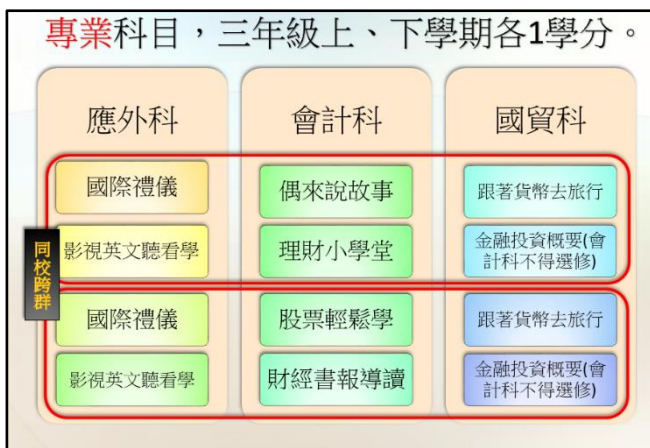 專業科目，三年級上、下學期各1學分。
應外科
會計科
國貿科
同校跨群
國際禮儀
偶來說故事
跟著貨幣去旅行
影視英文聽看學
理財小學堂
金融投資概要(會
計科不得選修)
國際禮儀
股票輕鬆學
跟著貨幣去旅行
影視英文聽看學
財經書報導讀
金融投資概要(會
計科不得選修)